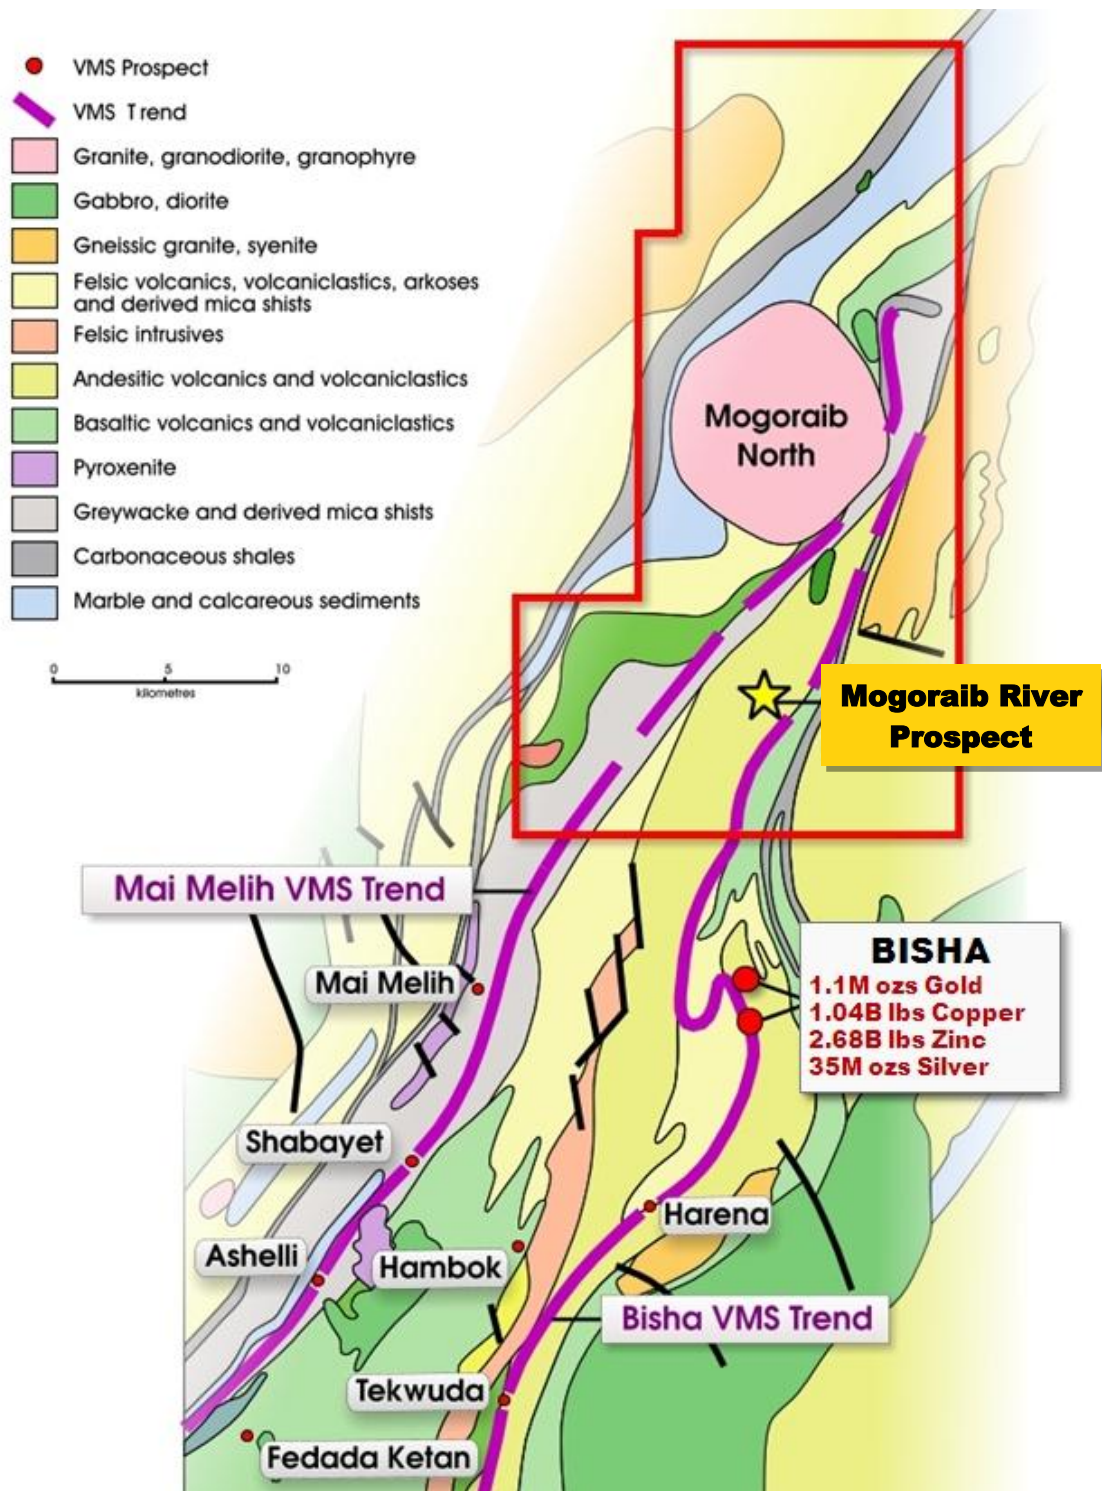 VMS Prospect
VMS Trend
Granite, granodiorite, granophyre
Gabbro, diorite
Gneissic granite, syenite
Felsic volcanics, volcaniclastics, arkoses
and derived mica shists
Felsic intrusives
Andesitic volcanics and volcaniclastics
Basaltic volcanics and volcaniclastics
Pyroxenite
Greywacke and derived mica shists
Carbonaceous shales
Marble and calcareous sediments
0 5 10
kilometres
Mogoraib
North
Mogoraib River
Prospect
Mai Melih VMS Trend
Mai Melih
BISHA
1.1M ozs Gold
1.04B lbs Copper
2.68B lbs Zinc
35M ozs Silver
Shabayet
Harena
Ashelli
Hambok
Bisha VMS Trend
Tekwuda
Fedada Ketan